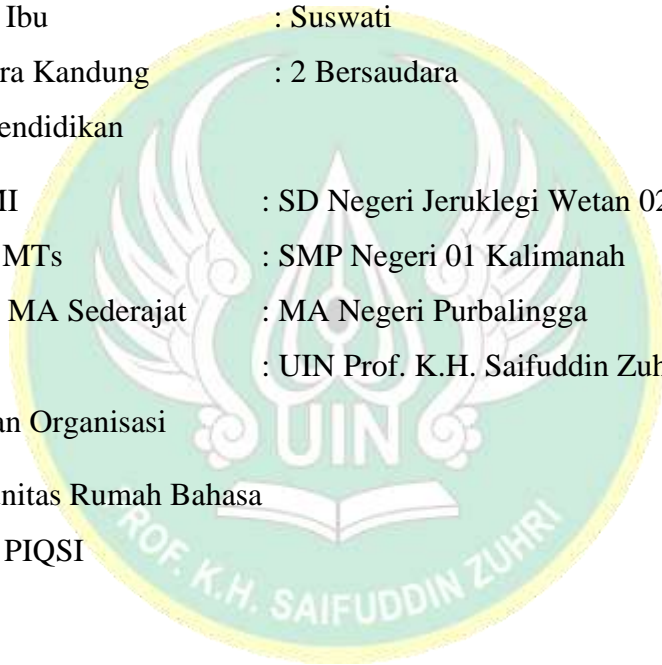 Ibu : Suswati
ra Kandung : 2 Bersaudara
endidikan
MI : SD Negeri Jeruklegi Wetan 02
MTs : SMP Negeri 01 Kalimanah
MA Sederajat : MA Negeri Purbalingga
: UIN Prof. K.H. Saifuddin Zuh
an Organisasi
UIN
nitas Rumah Bahasa
PIQSI
PROF. K.H. SAIFUDDIN ZUHRI